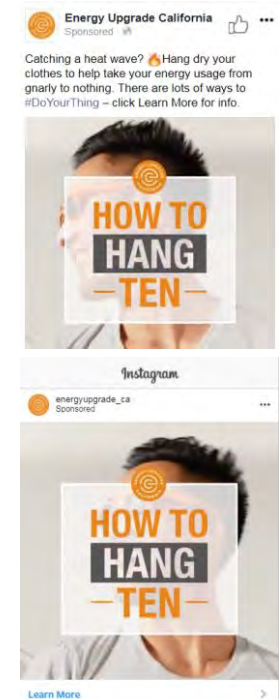 Energy Upgrade California
Sponsored
Catching a heat wave? 🔥Hang dry your
clothes to help take your energy usage from
gnarly to nothing. There are lots of ways to
#DoYourThing – click Learn More for info.
HOW TO
HANG
–TEN–
Instagram
energyupgrade_ca
Sponsored
HOW TO
HANG
–TEN–
Learn More